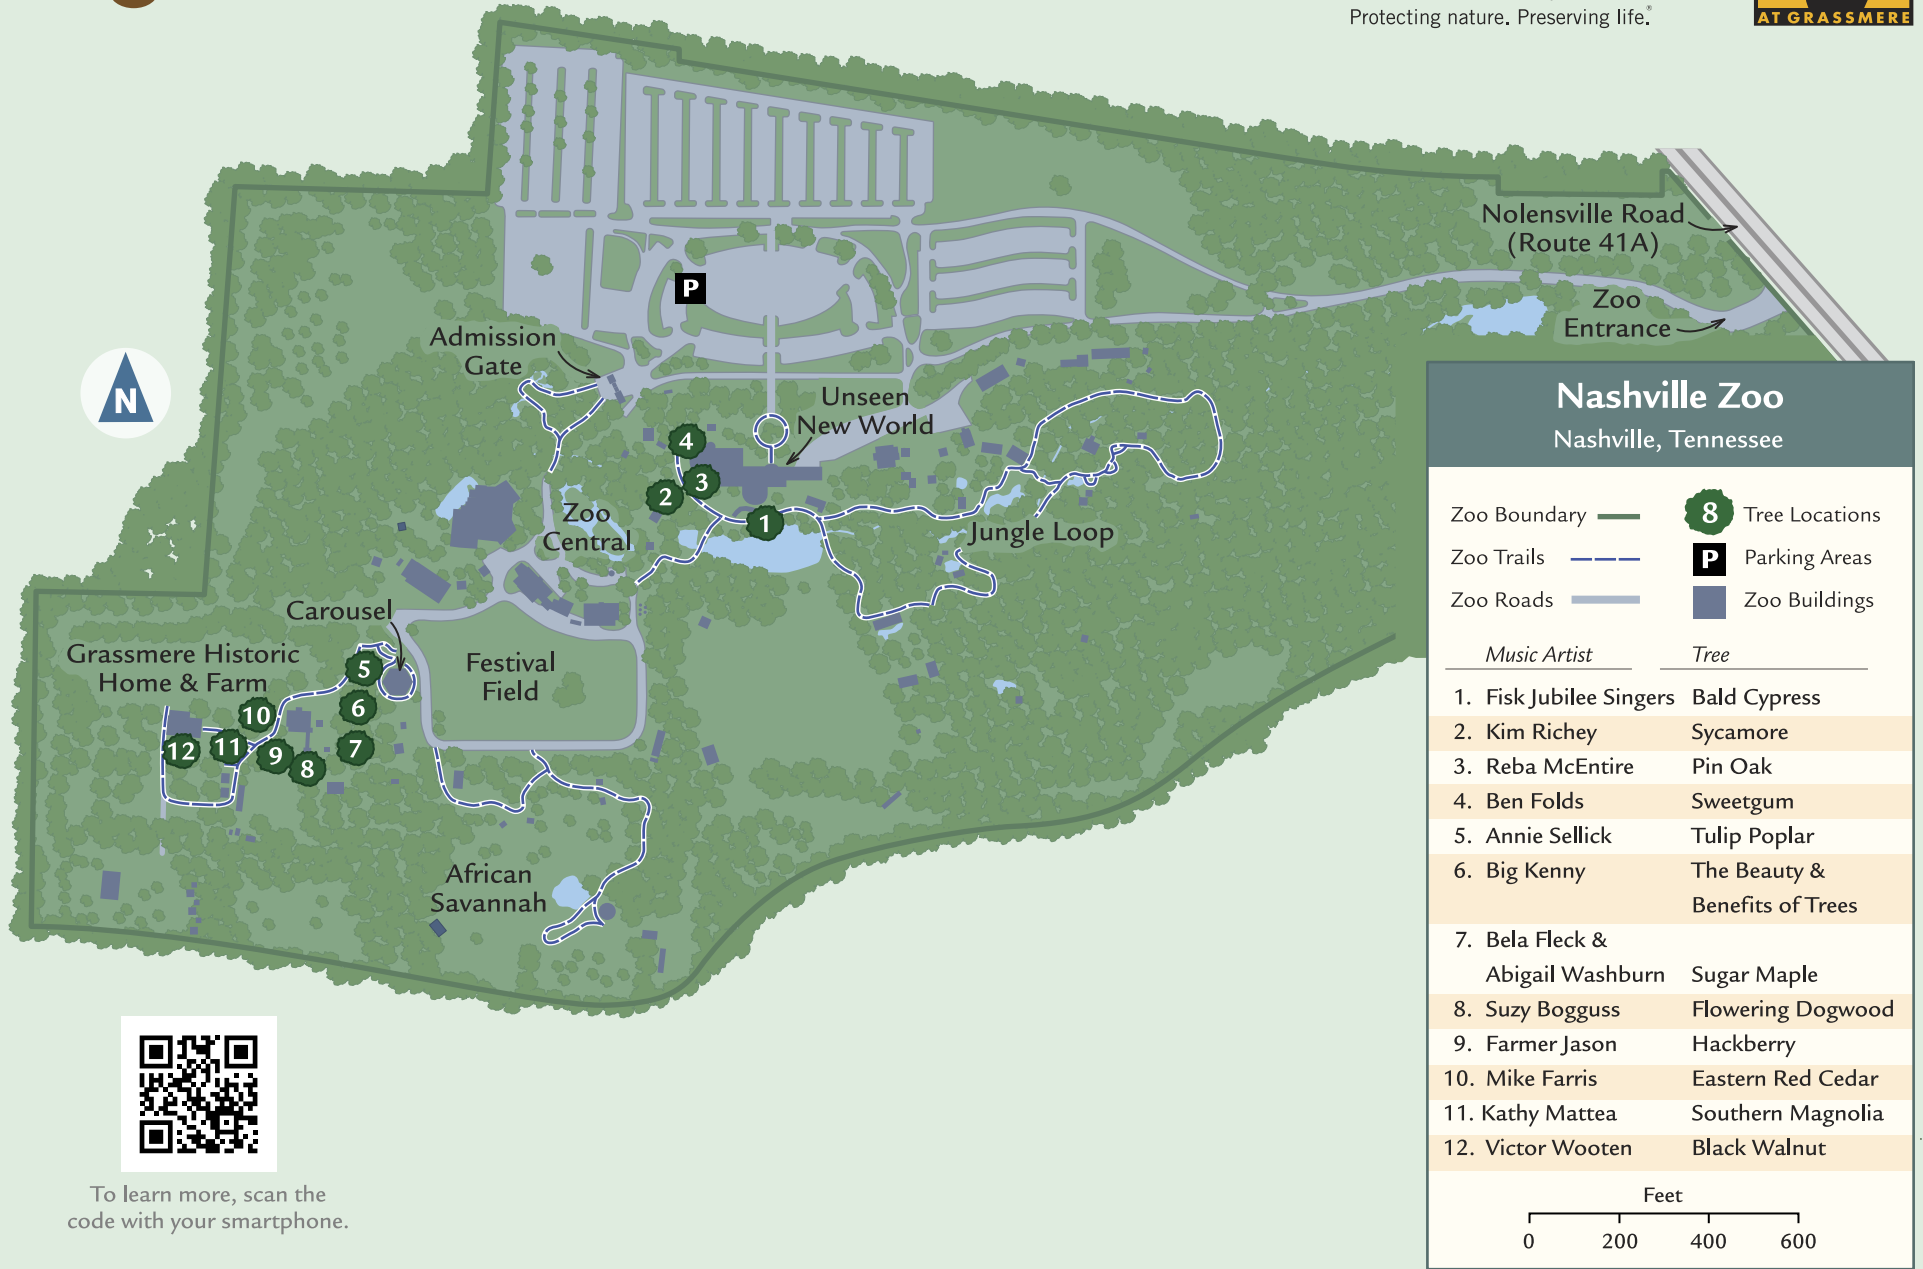 Protecting nature. Preserving life.®
AT GRASSMERE
Nolensville Road
(Route 41A)
P
Zoo
Entrance
Admission
Gate
N
Unseen
New World
4
3
2
1
Zoo
Central
Jungle Loop
Carousel
Grassmere Historic
Home & Farm
Festival
Field
5
6
7
8
9
10
11
12
African
Savannah
To learn more, scan the
code with your smartphone.
Nashville Zoo
Nashville, Tennessee
Zoo Boundary 8 Tree Locations
Zoo Trails P Parking Areas
Zoo Roads Zoo Buildings
Music Artist Tree
1. Fisk Jubilee Singers Bald Cypress
2. Kim Richey Sycamore
3. Reba McEntire Pin Oak
4. Ben Folds Sweetgum
5. Annie Sellick Tulip Poplar
6. Big Kenny The Beauty &
Benefits of Trees
7. Bela Fleck &
Abigail Washburn Sugar Maple
8. Suzy Bogguss Flowering Dogwood
9. Farmer Jason Hackberry
10. Mike Farris Eastern Red Cedar
11. Kathy Mattea Southern Magnolia
12. Victor Wooten Black Walnut
Feet
0 200 400 600